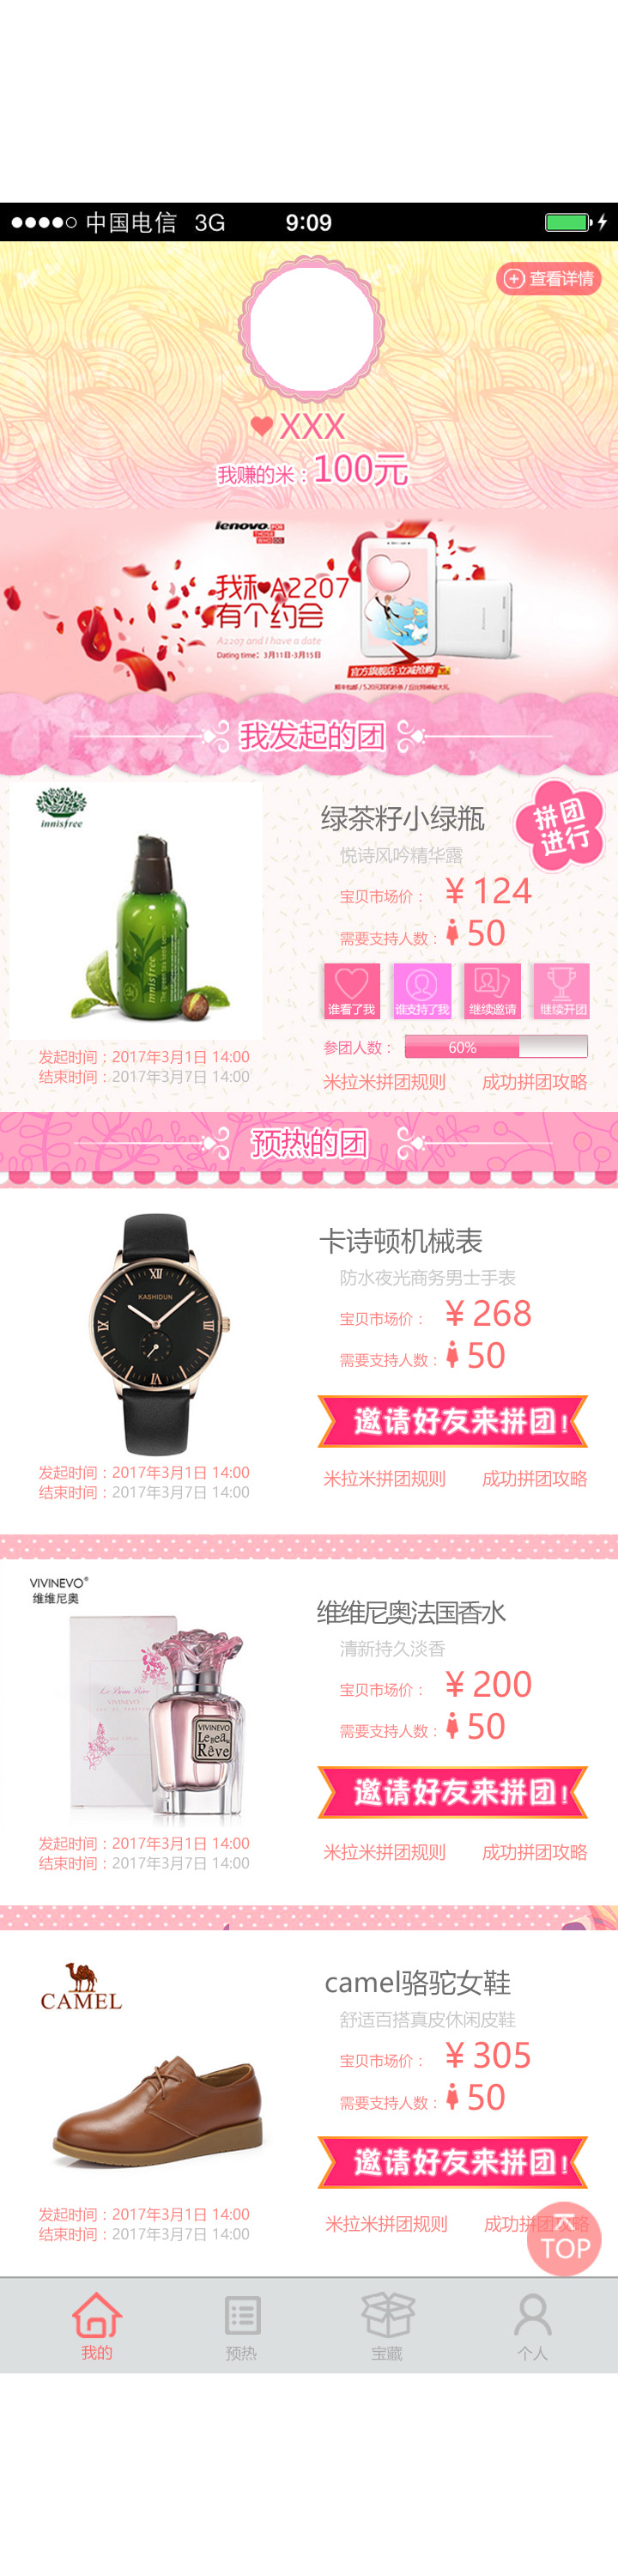 中国电信 3G 9:09
查看详情
XXX
我赚的米：100元
lenovo FOR THOSE WHO DO
我和A2207
有个约会
A2207 and I have a date
Dating time：3月11日-3月15日
官方旗舰店 立减抢购
我发起的团
innisfree
绿茶籽小绿瓶
拼团进行
悦诗风吟精华露
宝贝市场价： ¥ 124
需要支持人数： 50
innisfree
谁看了我 谁支持了我 继续邀请 继续开团
参团人数： 60%
发起时间：2017年3月1日 14:00
结束时间：2017年3月7日 14:00
米拉米拼团规则 成功拼团攻略
预热的团
卡诗顿机械表
防水夜光商务男士手表
KASHIDUN
宝贝市场价： ¥ 268
需要支持人数： 50
邀请好友来拼团！
发起时间：2017年3月1日 14:00
结束时间：2017年3月7日 14:00
米拉米拼团规则 成功拼团攻略
VIVINEVO®
维维尼奥
维维尼奥法国香水
清新持久淡香
Le Beau Rêve
VIVINEVO
宝贝市场价： ¥ 200
需要支持人数： 50
VIVINEVO
Le Beau
Rêve
邀请好友来拼团！
发起时间：2017年3月1日 14:00
结束时间：2017年3月7日 14:00
米拉米拼团规则 成功拼团攻略
CAMEL
camel骆驼女鞋
舒适百搭真皮休闲皮鞋
宝贝市场价： ¥ 305
需要支持人数： 50
邀请好友来拼团！
发起时间：2017年3月1日 14:00
结束时间：2017年3月7日 14:00
米拉米拼团规则 成功拼团攻略
TOP
我的 预热 宝藏 个人